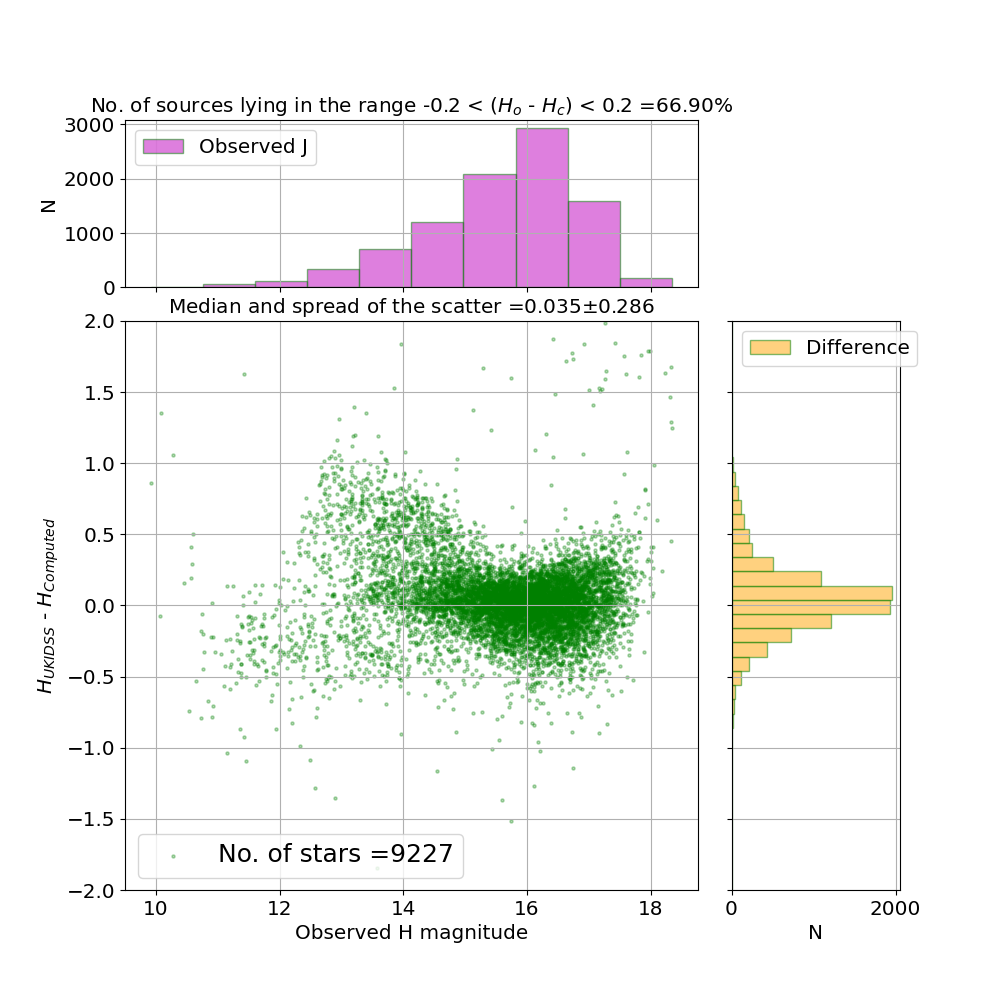 No. of sources lying in the range -0.2 < (H_o - H_c) < 0.2 =66.90%
3000
2000
1000
0
N
Observed J
Median and spread of the scatter =0.035±0.286
2.0
1.5
1.0
0.5
0.0
−0.5
−1.0
−1.5
−2.0
H_UKIDSS - H_Computed
No. of stars =9227
10 12 14 16 18
Observed H magnitude
Difference
0 2000
N